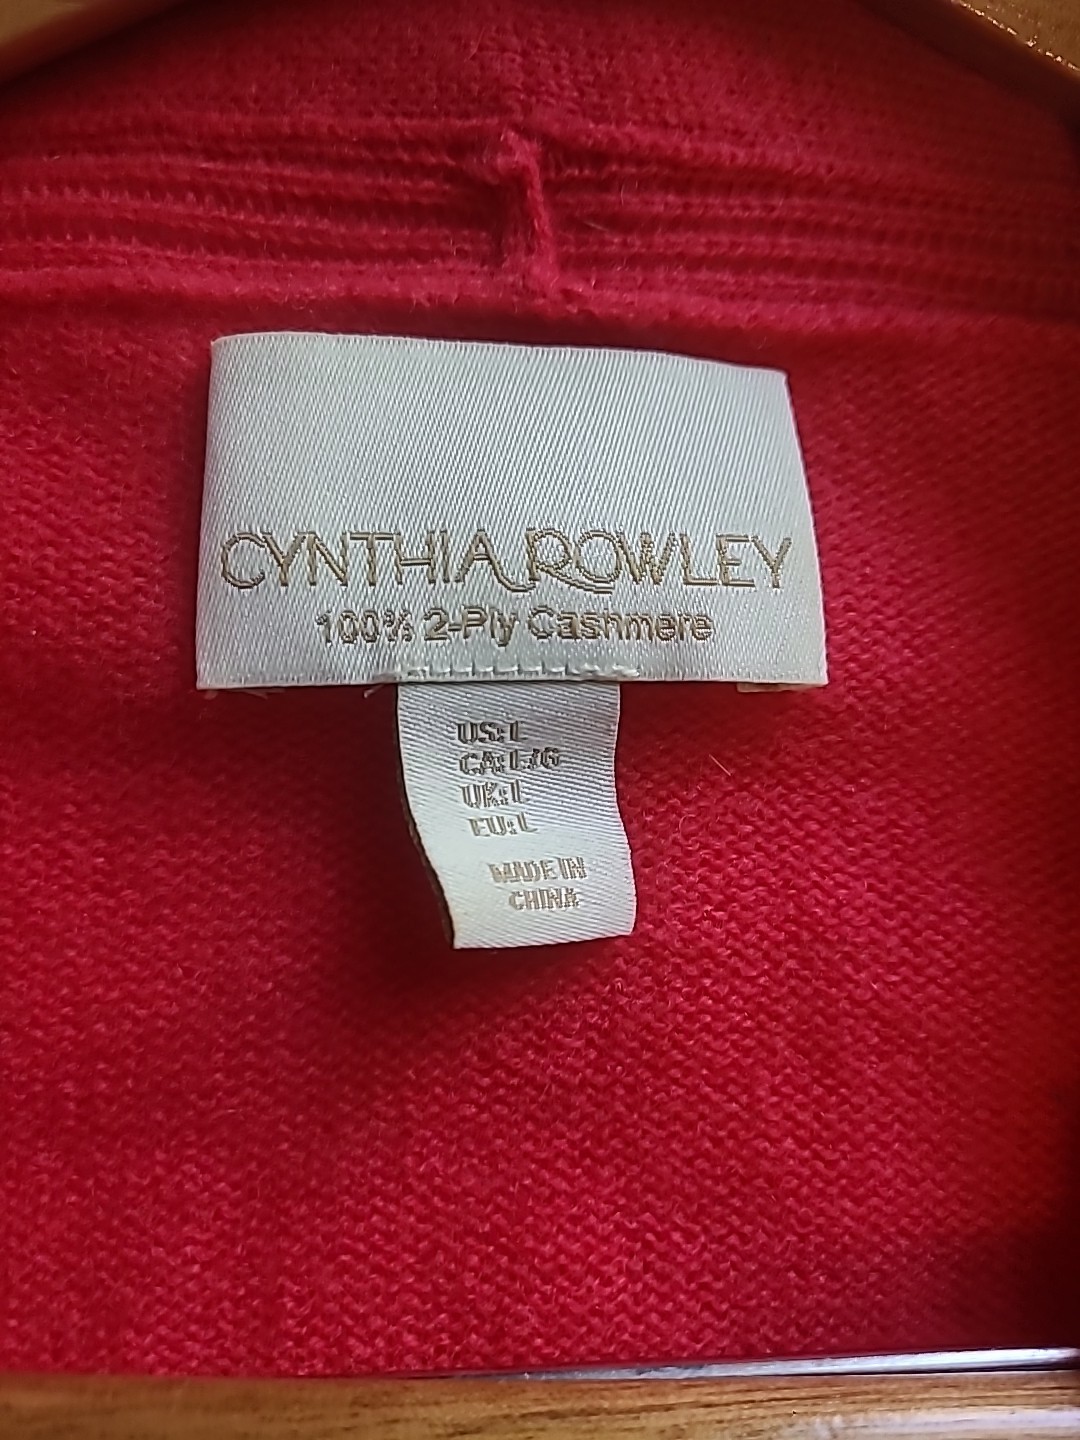 CYNTHIA ROWLEY
100% 2-Ply Cashmere
US:L
CA:L/G
UK:L
EU:L
MADE IN
CHINA